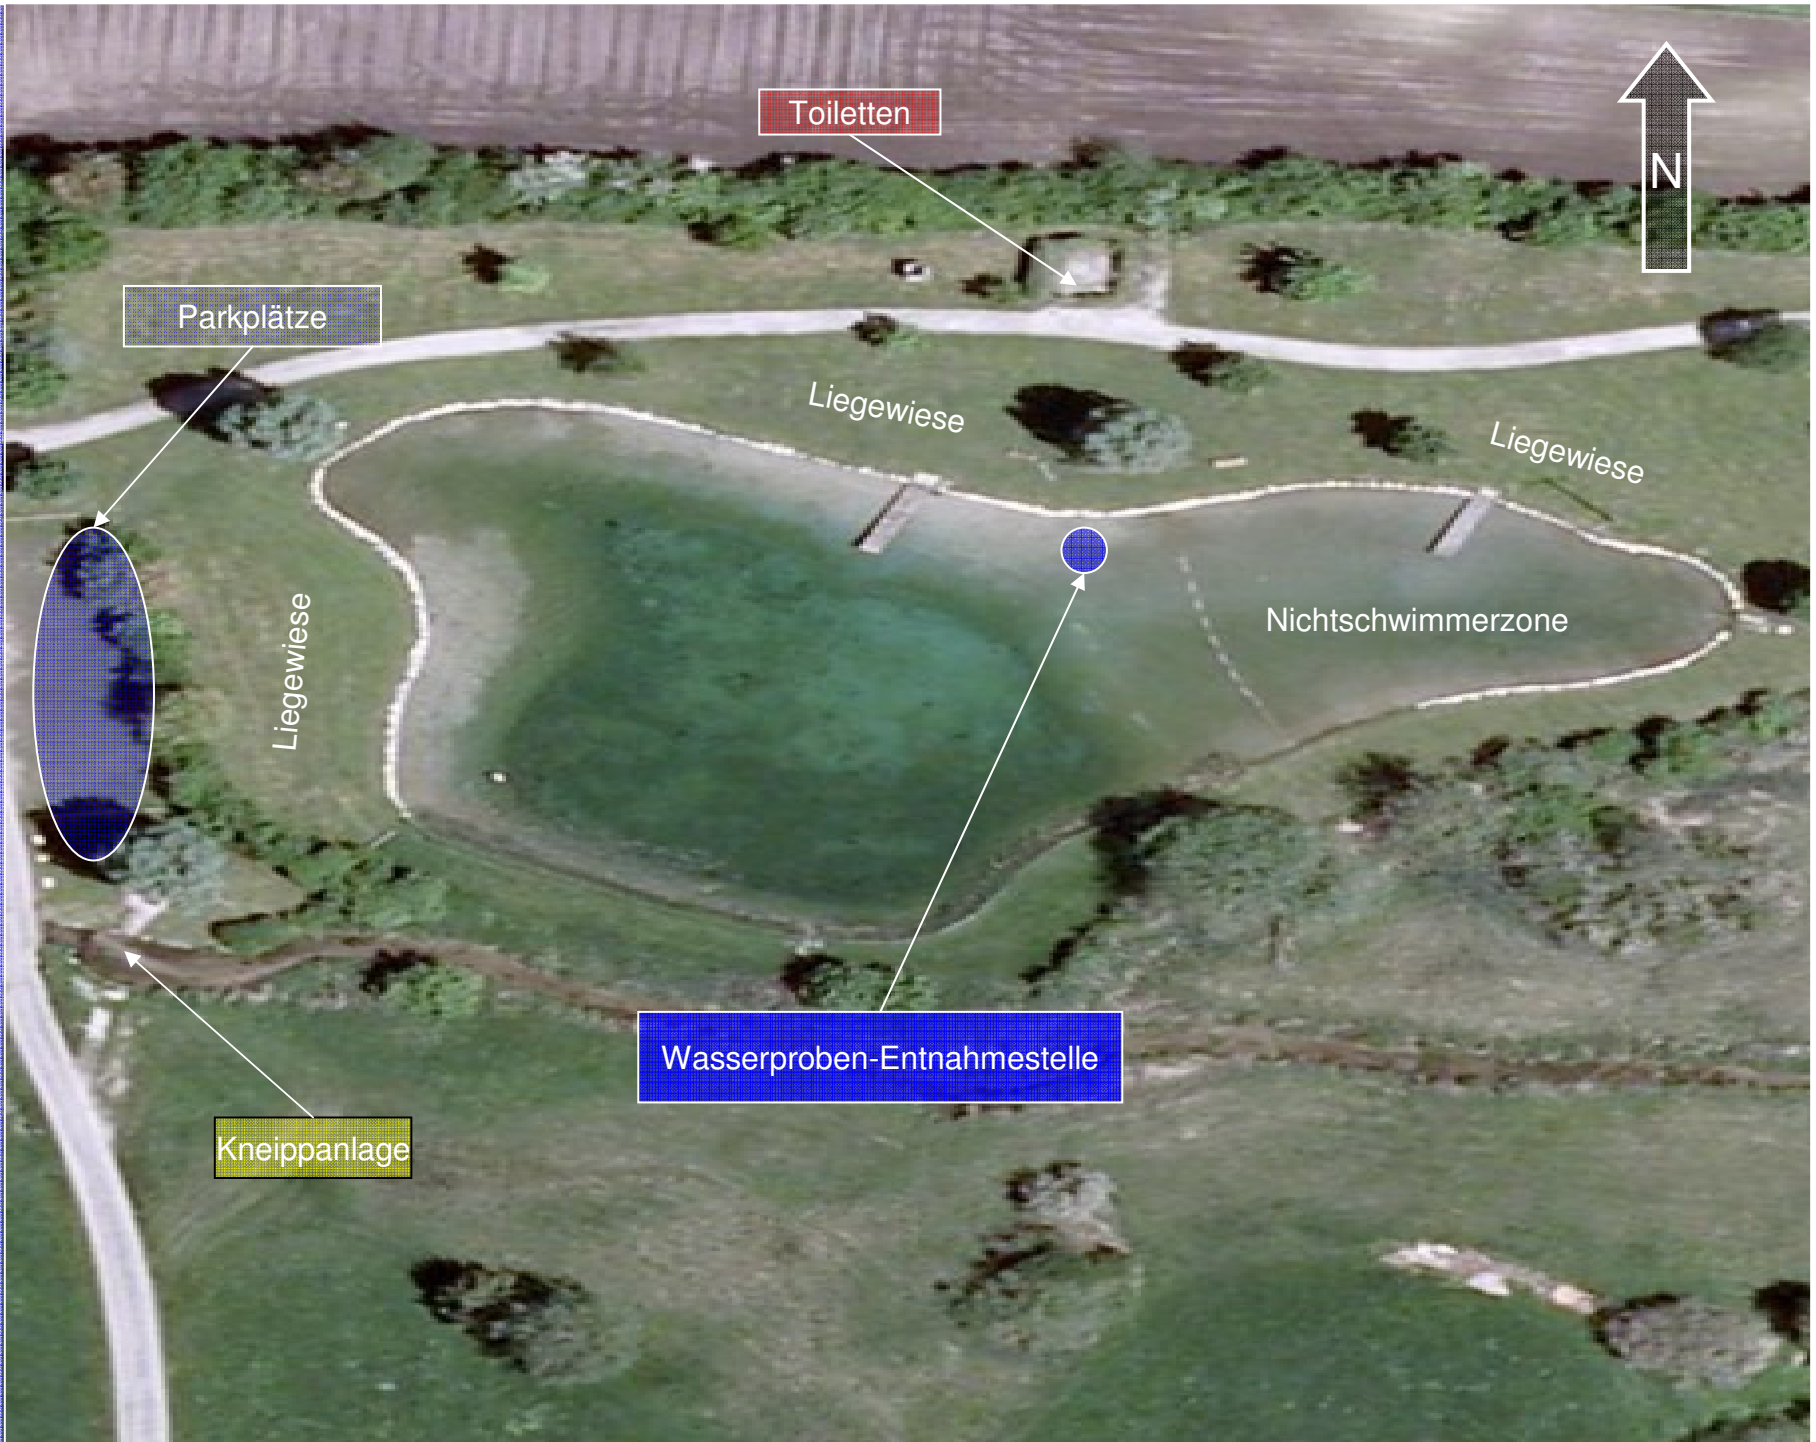 Toiletten
N
Parkplätze
Liegewiese
Liegewiese
Liegewiese
Nichtschwimmerzone
Wasserproben-Entnahmestelle
Kneippanlage